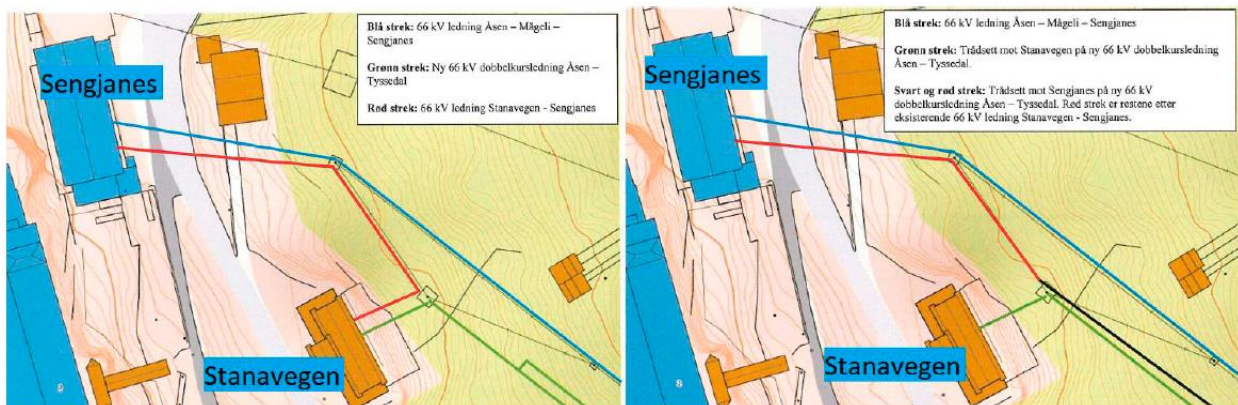 Blå strek: 66 kV ledning Åsen – Mågeli –
Sengjanes
Grønn strek: Ny 66 kV dobbelkursledning Åsen –
Tyssedal
Rød strek: 66 kV ledning Stanavegen - Sengjanes
Sengjanes
Stanavegen
Blå strek: 66 kV ledning Åsen – Mågeli – Sengjanes
Grønn strek: Trådsett mot Stanavegen på ny 66 kV dobbelkursledning
Åsen – Tyssedal.
Svart og rød strek: Trådsett mot Sengjanes på ny 66 kV
dobbelkursledning Åsen – Tyssedal. Rød strek er restene etter
eksisterende 66 kV ledning Stanavegen - Sengjanes.
Sengjanes
Stanavegen